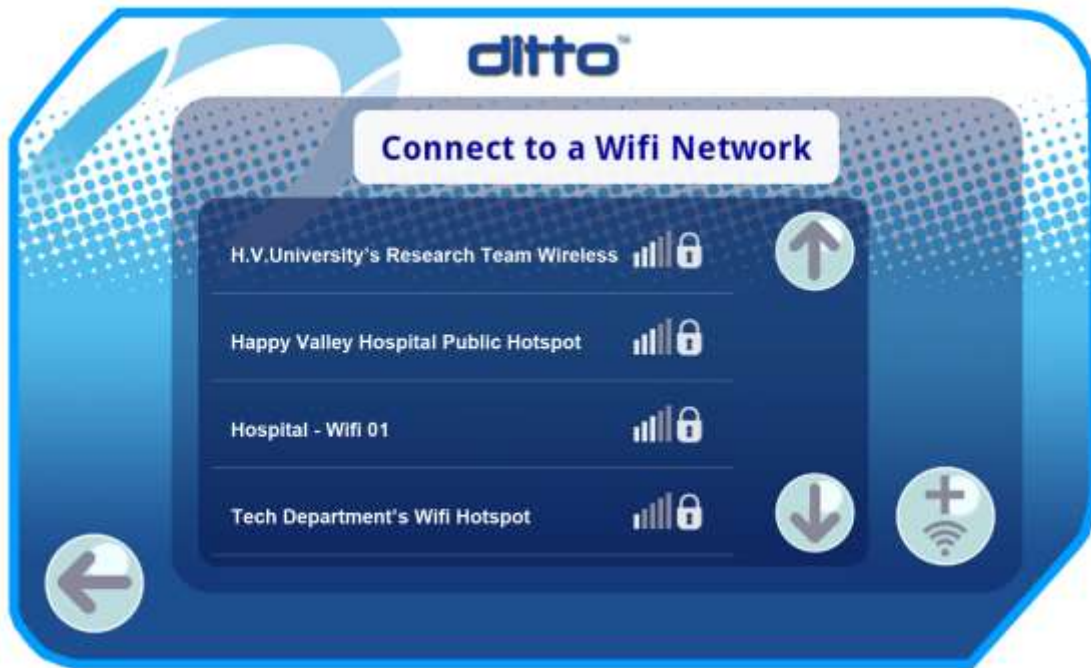 ditto™
Connect to a Wifi Network
H.V.University's Research Team Wireless
Happy Valley Hospital Public Hotspot
Hospital - Wifi 01
Tech Department's Wifi Hotspot